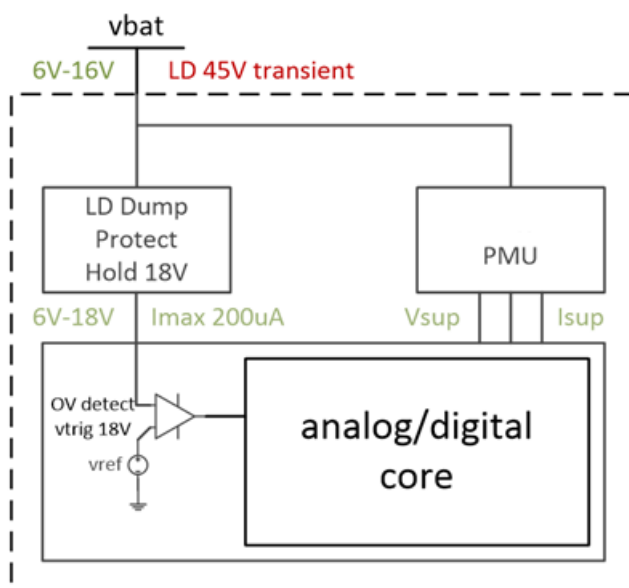 vbat
6V-16V
LD 45V transient
LD Dump
Protect
Hold 18V
PMU
6V-18V
Imax 200uA
Vsup
Isup
OV detect
vtrig 18V
vref
analog/digital
core